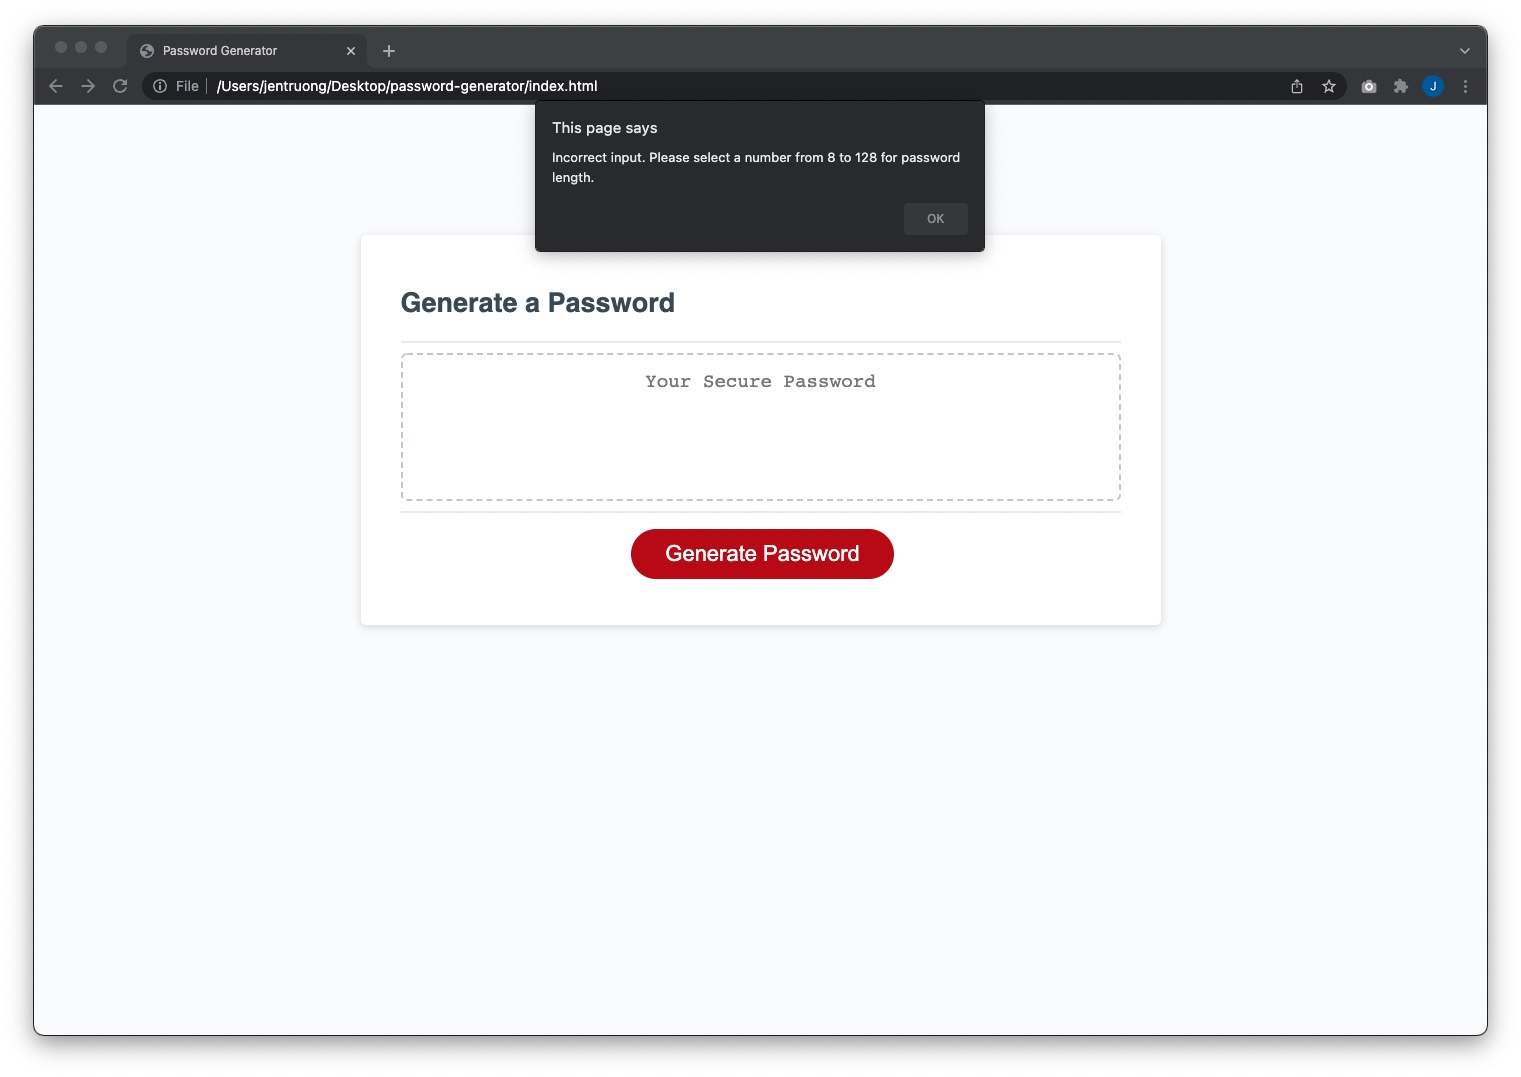 Password Generator
File /Users/jentruong/Desktop/password-generator/index.html
J
This page says
Incorrect input. Please select a number from 8 to 128 for password
length.
OK
Generate a Password
Your Secure Password
Generate Password